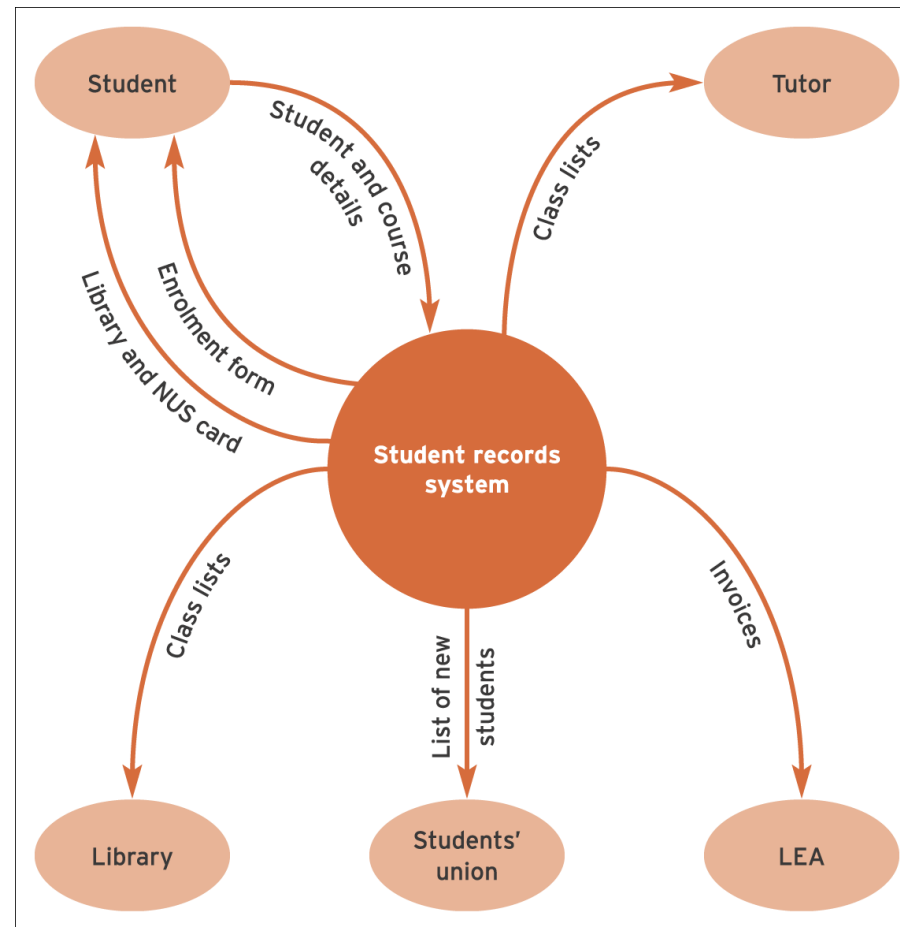 Student
Tutor
Student and course
details
Class lists
Enrolment form
Library and NUS card
Student records
system
Class lists
List of new
students
Invoices
Library
Students’
union
LEA